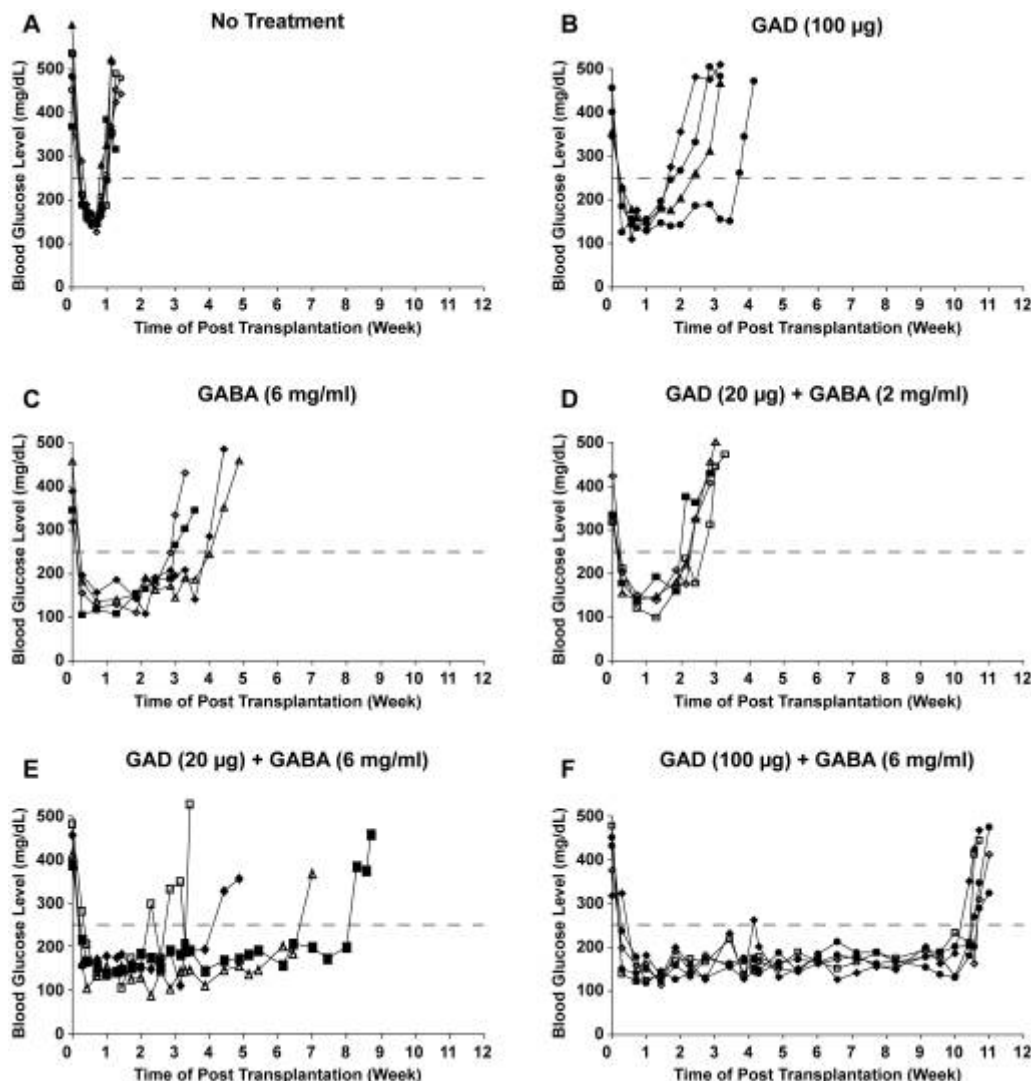 A
No Treatment
B
GAD (100 µg)
Blood Glucose Level (mg/dL)
500
400
300
200
100
0
0 1 2 3 4 5 6 7 8 9 10 11 12
Time of Post Transplantation (Week)
Blood Glucose Level (mg/dL)
500
400
300
200
100
0
0 1 2 3 4 5 6 7 8 9 10 11 12
Time of Post Transplantation (Week)
C
GABA (6 mg/ml)
D
GAD (20 µg) + GABA (2 mg/ml)
Blood Glucose Level (mg/dL)
500
400
300
200
100
0
0 1 2 3 4 5 6 7 8 9 10 11 12
Time of Post Transplantation (Week)
Blood Glucose Level (mg/dL)
500
400
300
200
100
0
0 1 2 3 4 5 6 7 8 9 10 11 12
Time of Post Transplantation (Week)
E
GAD (20 µg) + GABA (6 mg/ml)
F
GAD (100 µg) + GABA (6 mg/ml)
Blood Glucose Level (mg/dL)
500
400
300
200
100
0
0 1 2 3 4 5 6 7 8 9 10 11 12
Time of Post Transplantation (Week)
Blood Glucose Level (mg/dL)
500
400
300
200
100
0
0 1 2 3 4 5 6 7 8 9 10 11 12
Time of Post Transplantation (Week)